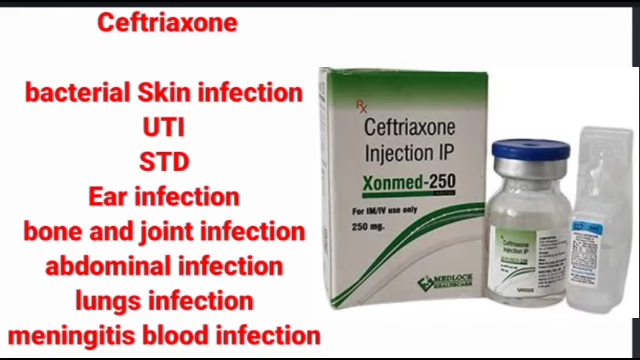 Ceftriaxone
bacterial Skin infection
UTI
STD
Ear infection
bone and joint infection
abdominal infection
lungs infection
meningitis blood infection
Rx
Ceftriaxone
Injection IP
Xonmed-250
For IM/IV use only
250 mg.
MEDLOCK
HEALTHCARE
Ceftriaxone
Injection IP